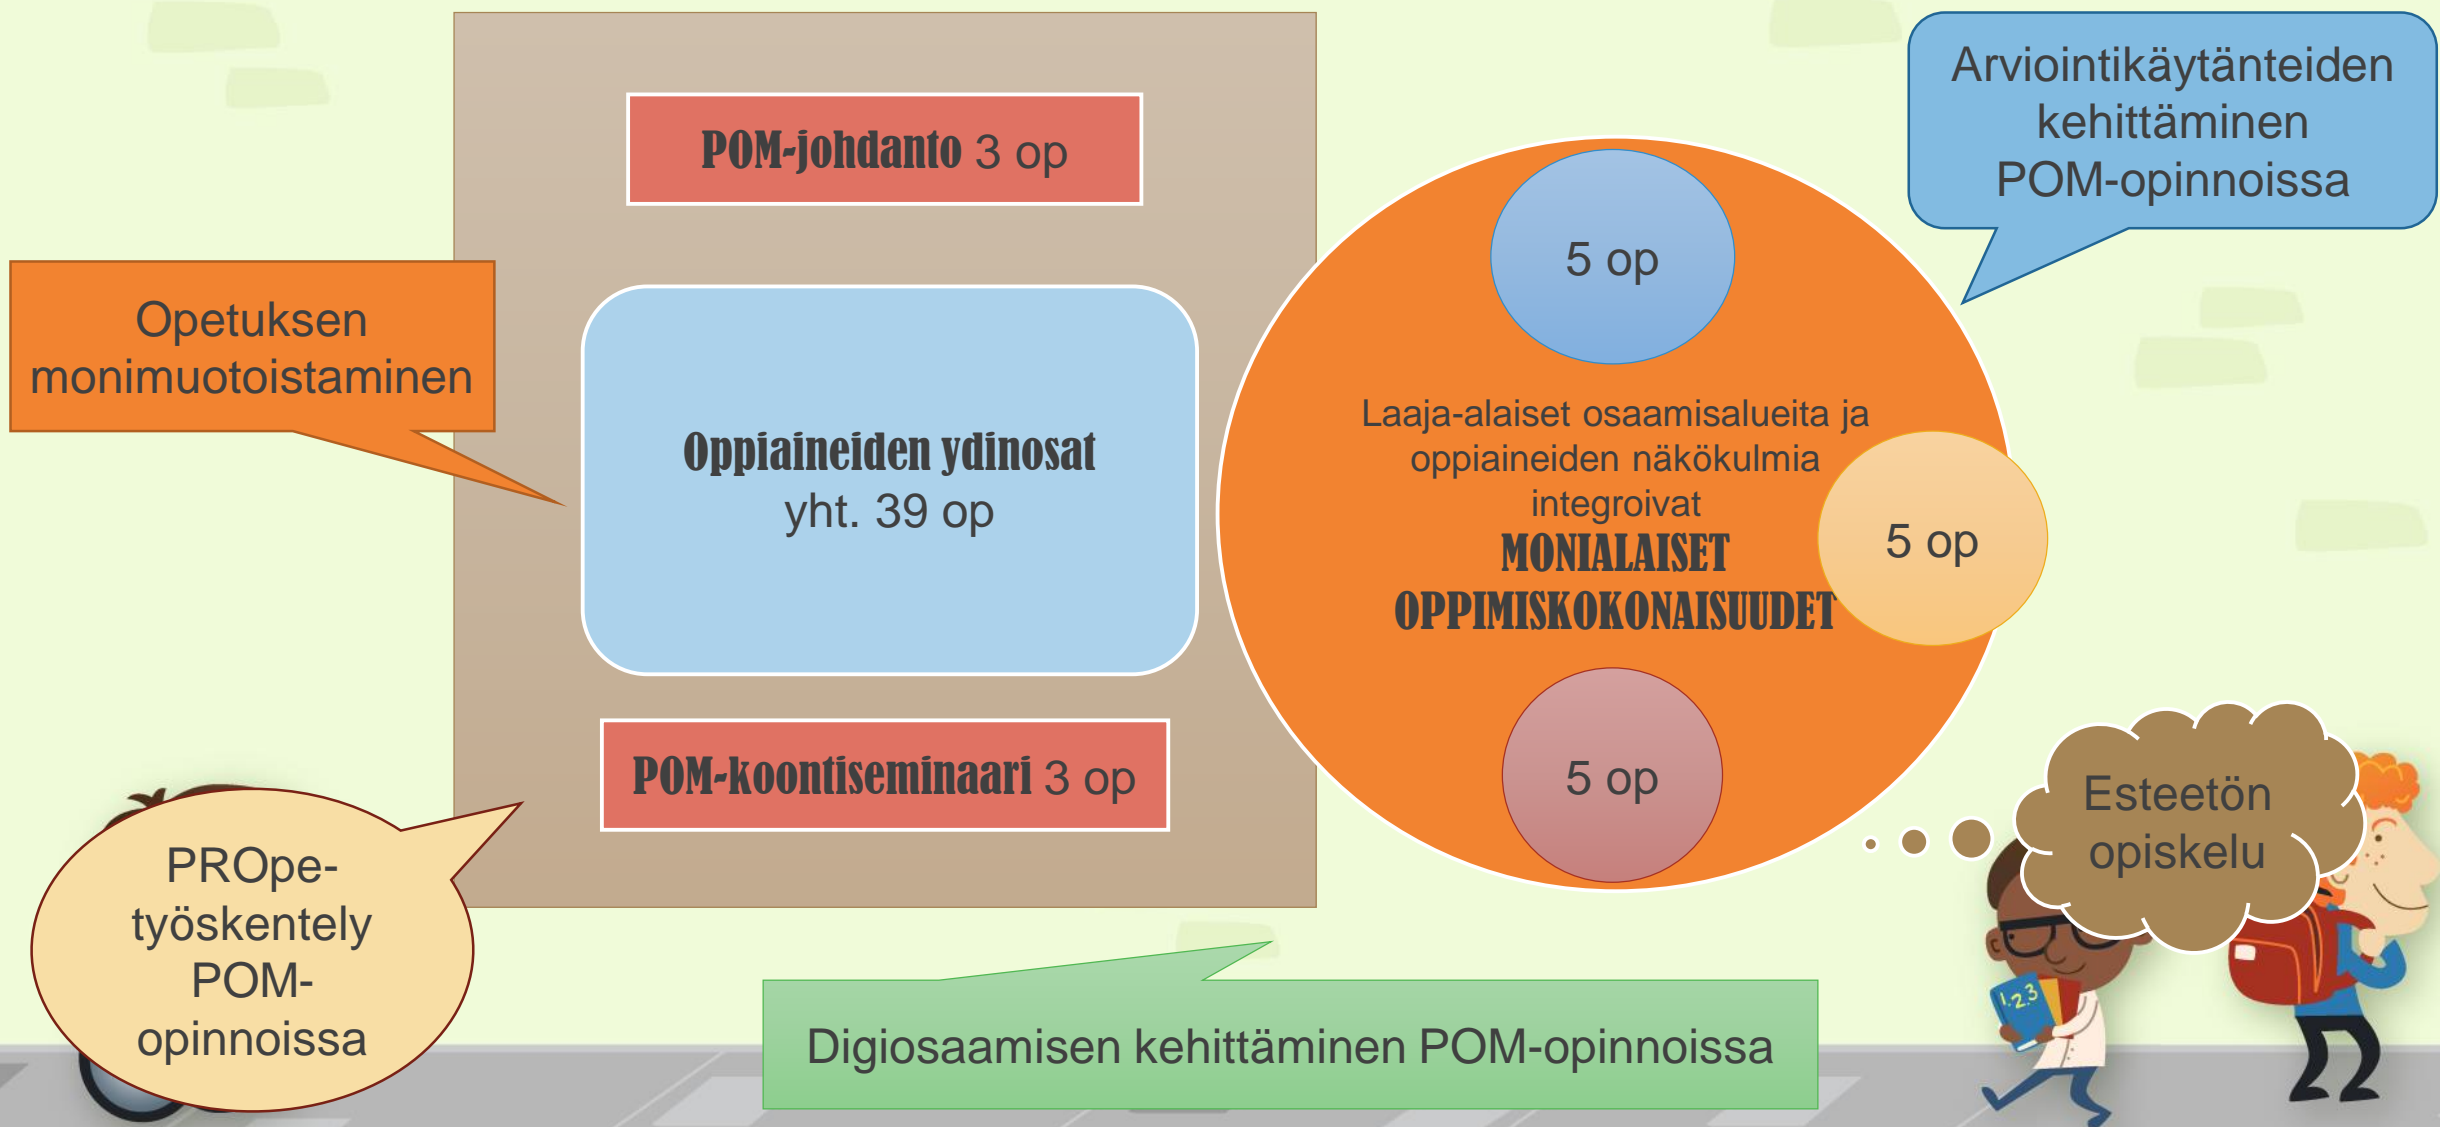 POM-johdanto 3 op
Opetuksen
monimuotoistaminen
Oppiaineiden ydinosat
yht. 39 op
POM-koontiseminaari 3 op
PROpe-
työskentely
POM-
opinnoissa
Arviointikäytänteiden
kehittäminen
POM-opinnoissa
5 op
Laaja-alaiset osaamisalueita ja
oppiaineiden näkökulmia
integroivat
MONIALAISET
OPPIMISKOKONAISUUDET
5 op
5 op
Esteetön
opiskelu
Digiosaamisen kehittäminen POM-opinnoissa
1.2.3